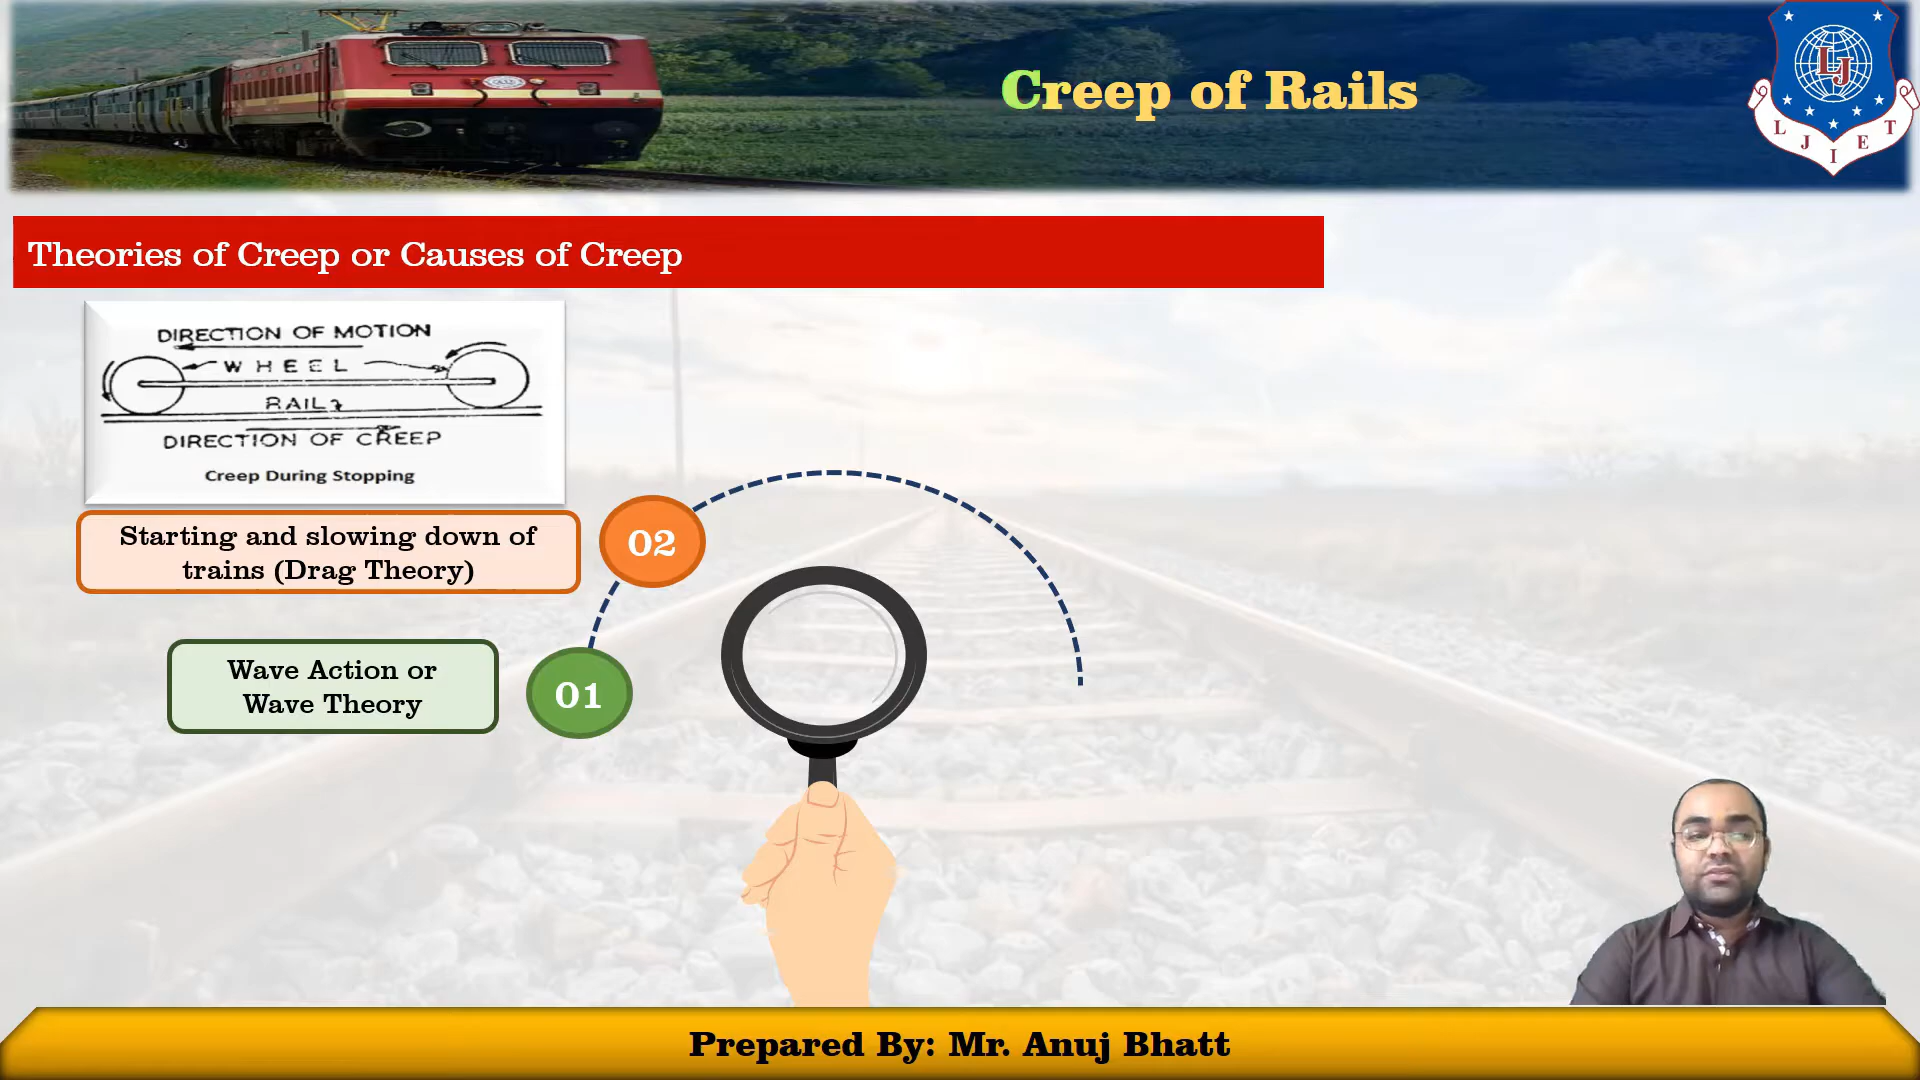 Creep of Rails
LJ
L J I E T
Theories of Creep or Causes of Creep
DIRECTION OF MOTION
WHEEL
RAIL
DIRECTION OF CREEP
Creep During Stopping
Starting and slowing down of
trains (Drag Theory)
02
Wave Action or
Wave Theory
01
Prepared By: Mr. Anuj Bhatt